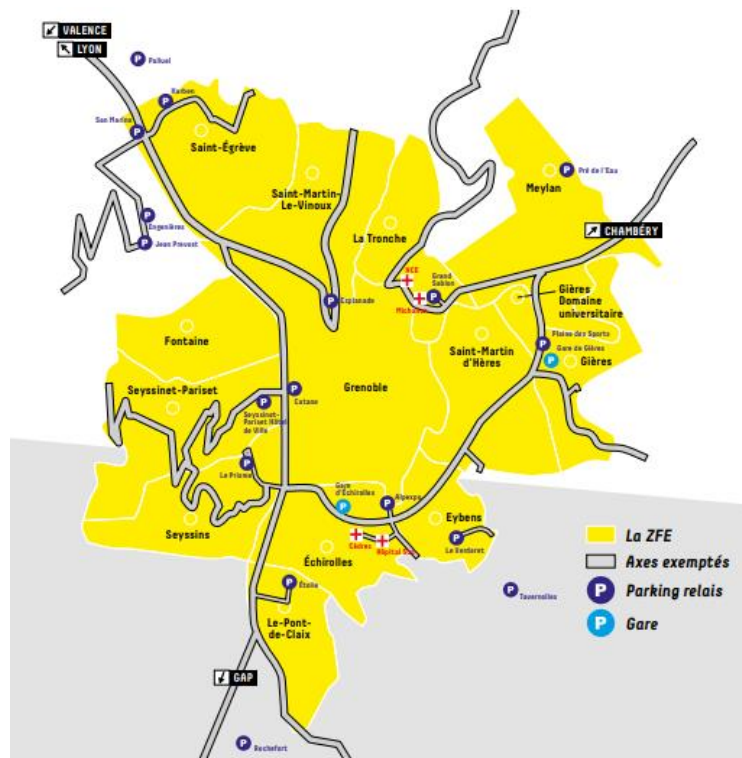 VALENCE
LYON
P Palluel
P Karbon
San Marino P
Saint-Égrève
Saint-Martin-
Le-Vinoux
La Tronche
Meylan
P Pré de l'Eau
CHAMBÉRY
P Engenières
P Jean Prevost
P Esplanade
Grand
Sablon
P
Gières
Domaine
universitaire
Plaine des Sports
P
Gare de Gières
P
Gières
Fontaine
Saint-Martin
d'Hères
Seyssinet-Pariset
Grenoble
P Catane
P
Seyssinet-
Pariset Hôtel
de Ville
Le Prisme P
Gare
d'Échirolles
P
Alpexpo
P
Seyssins
Eybens
P
Le Verderet
Échirolles
Cèdres
Hôpital Sud
P Étoile
Le-Pont-
de-Claix
P Tavernolles
GAP
P Rochefort
La ZFE
Axes exemptés
P Parking relais
P Gare